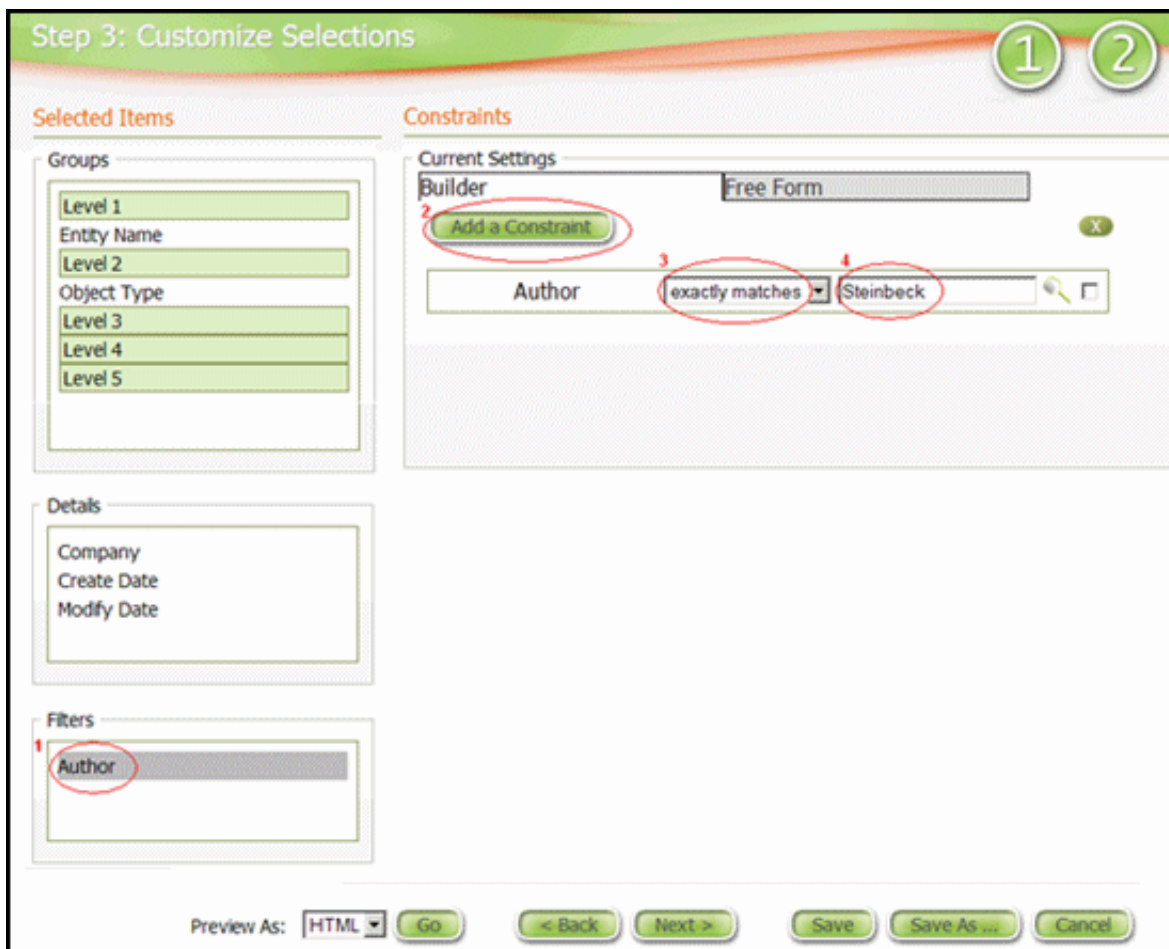 Step 3: Customize Selections
1 2
Selected Items
Constraints
Groups
Level 1
Entity Name
Level 2
Object Type
Level 3
Level 4
Level 5
Current Settings
Builder Free Form
2 Add a Constraint X
3 4
Author exactly matches Steinbeck
Details
Company
Create Date
Modify Date
Filters
1 Author
Preview As: HTML Go < Back Next > Save Save As ... Cancel